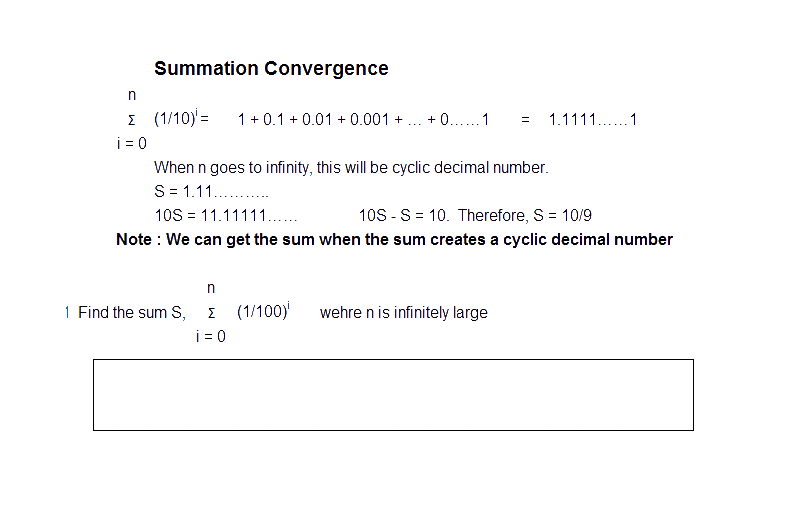 Summation Convergence
n
Σ (1/10)^i = 1 + 0.1 + 0.01 + 0.001 + ... + 0......1 = 1.1111......1
i = 0
When n goes to infinity, this will be cyclic decimal number.
S = 1.11...........
10S = 11.11111...... 10S - S = 10. Therefore, S = 10/9
Note : We can get the sum when the sum creates a cyclic decimal number
n
1 Find the sum S, Σ (1/100)^i wehre n is infinitely large
i = 0